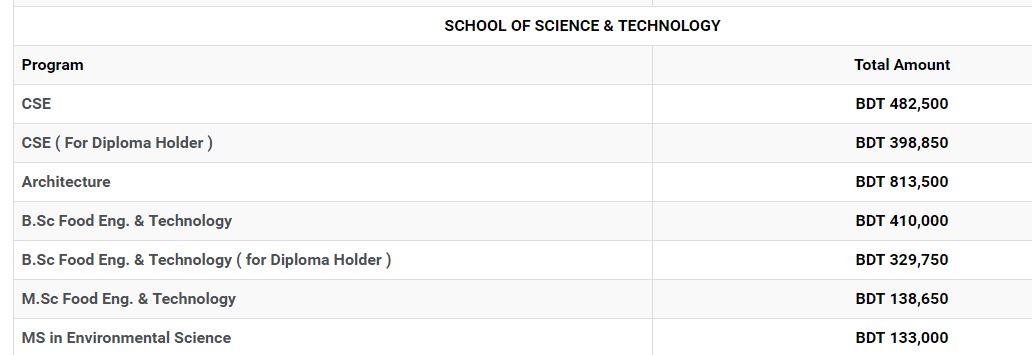 SCHOOL OF SCIENCE & TECHNOLOGY
Program Total Amount
CSE BDT 482,500
CSE ( For Diploma Holder ) BDT 398,850
Architecture BDT 813,500
B.Sc Food Eng. & Technology BDT 410,000
B.Sc Food Eng. & Technology ( for Diploma Holder ) BDT 329,750
M.Sc Food Eng. & Technology BDT 138,650
MS in Environmental Science BDT 133,000